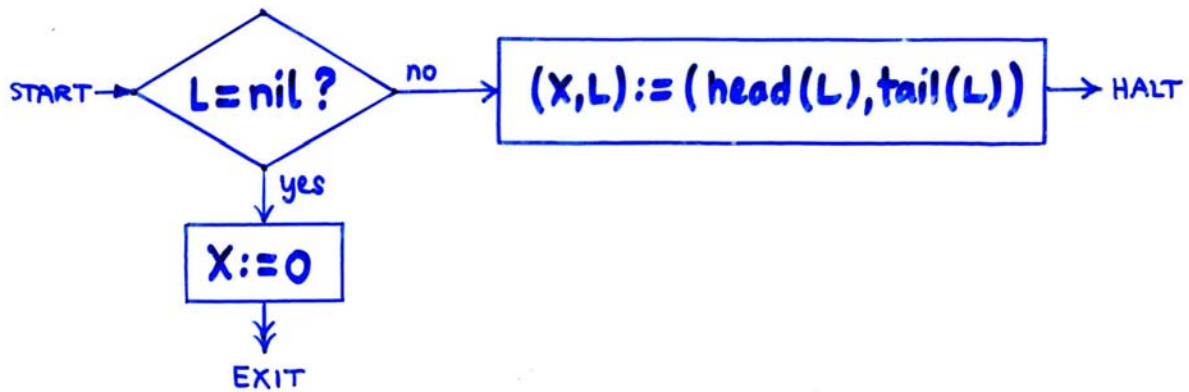 START
L=nil?
no
(X,L):=(head(L),tail(L))
HALT
yes
X:=0
EXIT